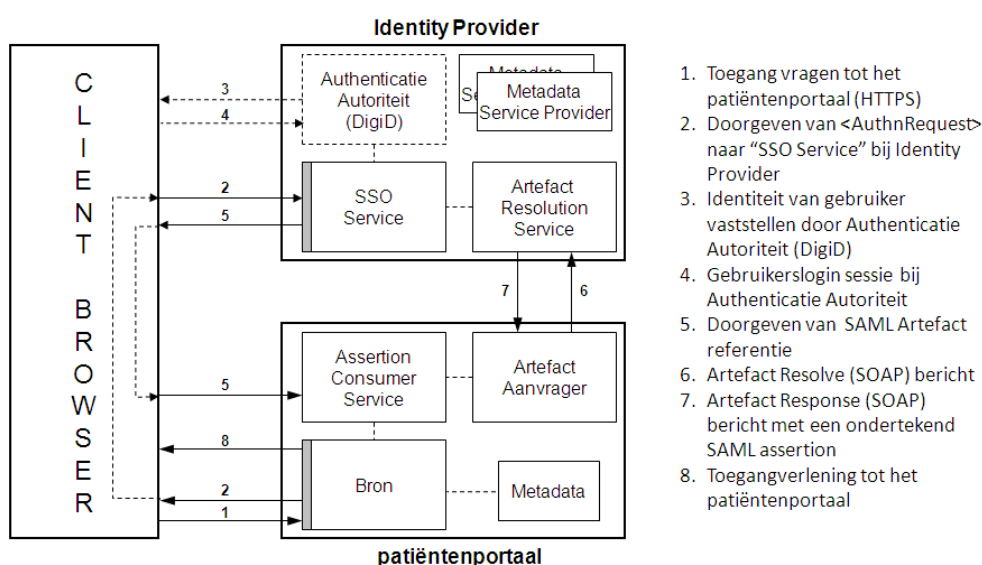 Identity Provider
CLIENT BROWSER
Authenticatie
Autoriteit
(DigiD)
3
4
Metadata
Se
Metadata
Service Provider
2
5
SSO
Service
Artefact
Resolution
Service
7
6
Assertion
Consumer
Service
Artefact
Aanvrager
5
8
2
1
Bron
Metadata
patiëntenportaal
1. Toegang vragen tot het
patiëntenportaal (HTTPS)
2. Doorgeven van <AuthnRequest>
naar “SSO Service” bij Identity
Provider
3. Identiteit van gebruiker
vaststellen door Authenticatie
Autoriteit (DigiD)
4. Gebruikerslogin sessie bij
Authenticatie Autoriteit
5. Doorgeven van SAML Artefact
referentie
6. Artefact Resolve (SOAP) bericht
7. Artefact Response (SOAP)
bericht met een ondertekend
SAML assertion
8. Toegangverlening tot het
patiëntenportaal